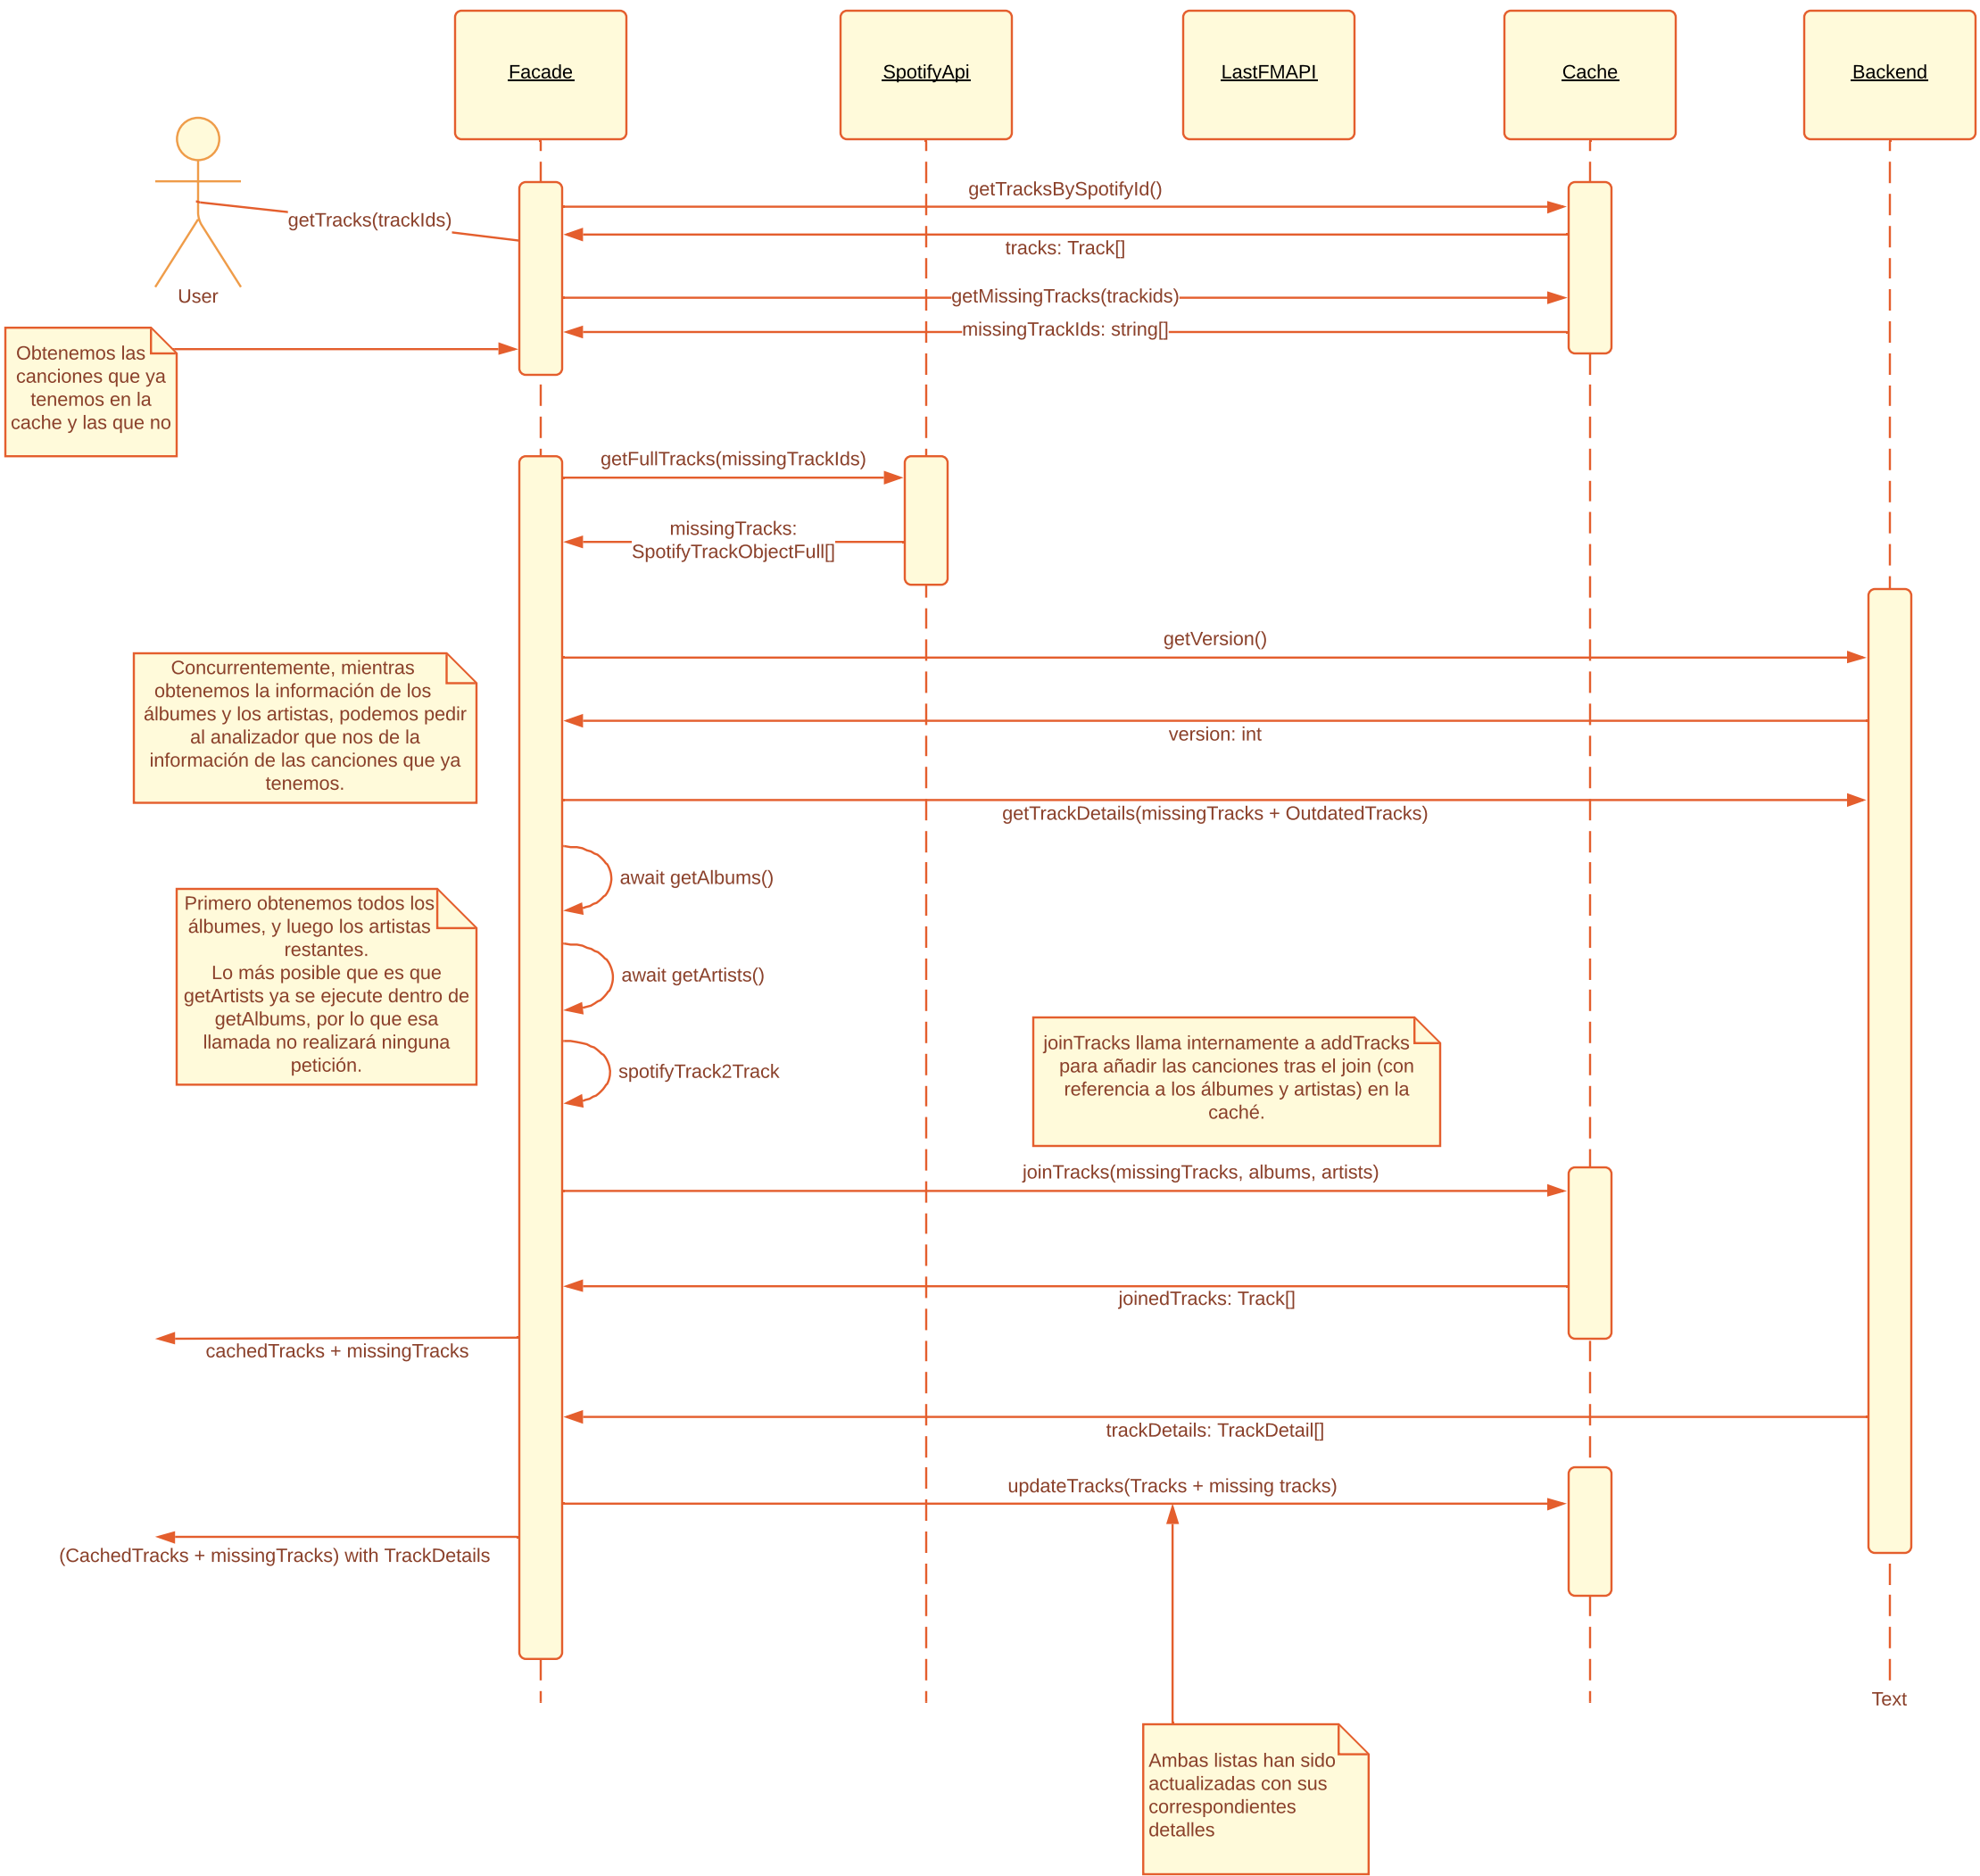 Facade
SpotifyApi
LastFMAPI
Cache
Backend
getTracksBySpotifyId()
getTracks(trackIds)
tracks: Track[]
User
getMissingTracks(trackids)
missingTrackIds: string[]
Obtenemos las
canciones que ya
tenemos en la
cache y las que no
getFullTracks(missingTrackIds)
missingTracks:
SpotifyTrackObjectFull[]
getVersion()
Concurrentemente, mientras
obtenemos la información de los
álbumes y los artistas, podemos pedir
al analizador que nos de la
información de las canciones que ya
tenemos.
version: int
getTrackDetails(missingTracks + OutdatedTracks)
await getAlbums()
Primero obtenemos todos los
álbumes, y luego los artistas
restantes.
Lo más posible que es que
getArtists ya se ejecute dentro de
getAlbums, por lo que esa
llamada no realizará ninguna
petición.
await getArtists()
spotifyTrack2Track
joinTracks llama internamente a addTracks
para añadir las canciones tras el join (con
referencia a los álbumes y artistas) en la
caché.
joinTracks(missingTracks, albums, artists)
joinedTracks: Track[]
cachedTracks + missingTracks
trackDetails: TrackDetail[]
updateTracks(Tracks + missing tracks)
(CachedTracks + missingTracks) with TrackDetails
Text
Ambas listas han sido
actualizadas con sus
correspondientes
detalles